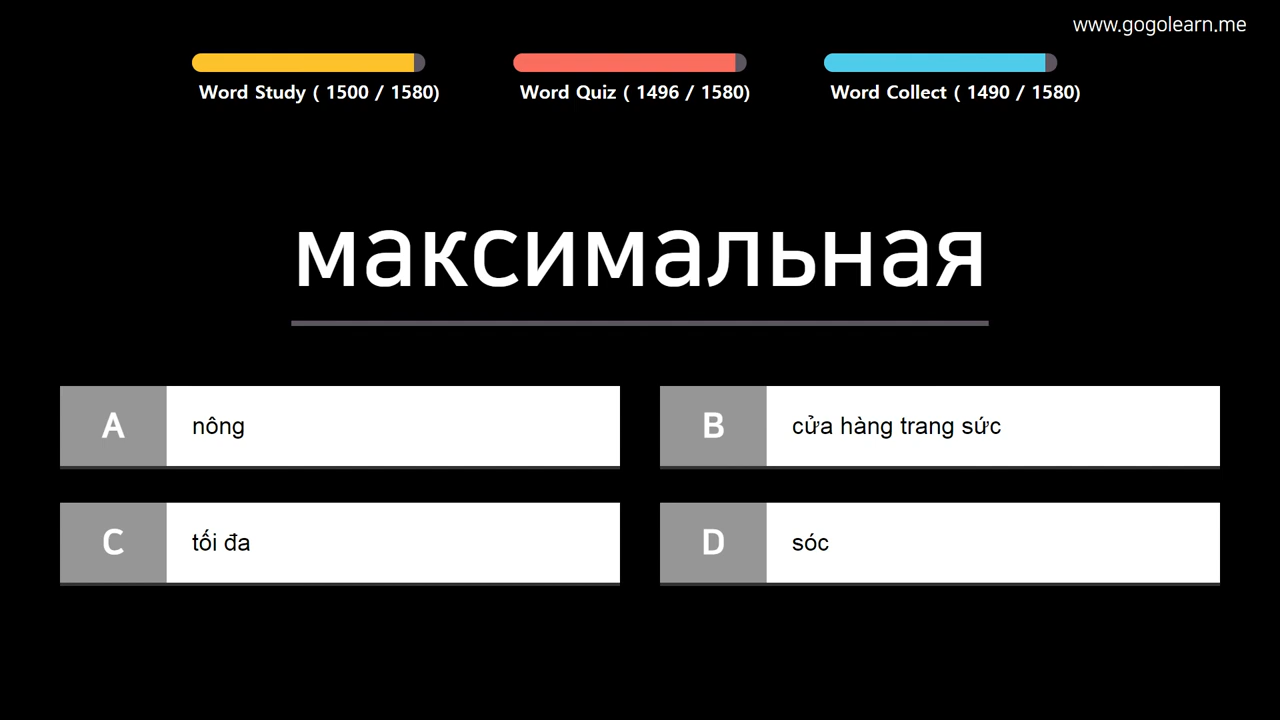 www.gogolearn.me
Word Study ( 1500 / 1580)
Word Quiz ( 1496 / 1580)
Word Collect ( 1490 / 1580)
максимальная
A nông
B cửa hàng trang sức
C tối đa
D sóc